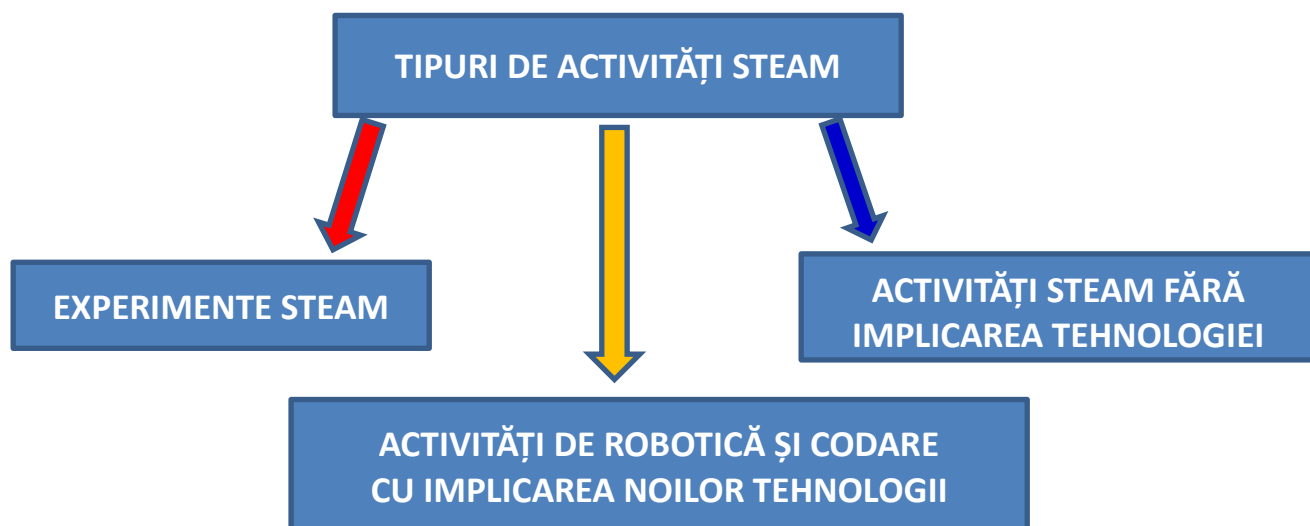 TIPURI DE ACTIVITĂȚI STEAM
EXPERIMENTE STEAM
ACTIVITĂȚI STEAM FĂRĂ
IMPLICAREA TEHNOLOGIEI
ACTIVITĂȚI DE ROBOTICĂ ȘI CODARE
CU IMPLICAREA NOILOR TEHNOLOGII